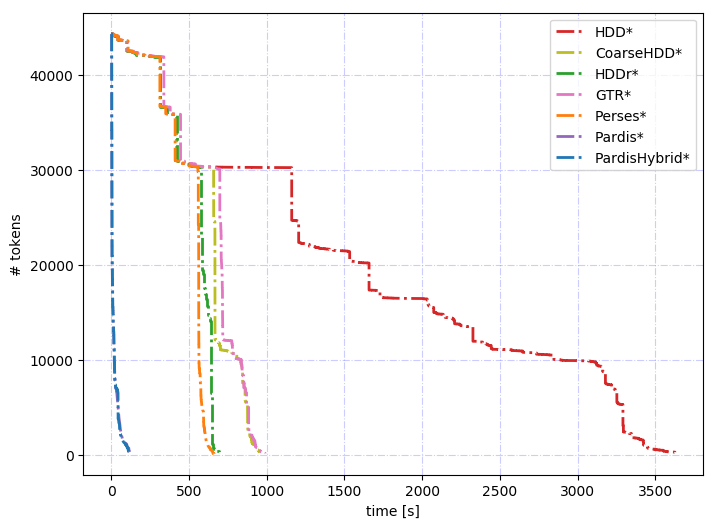 HDD*
CoarseHDD*
HDDr*
GTR*
Perses*
Pardis*
PardisHybrid*
# tokens
40000
30000
20000
10000
0
0 500 1000 1500 2000 2500 3000 3500
time [s]